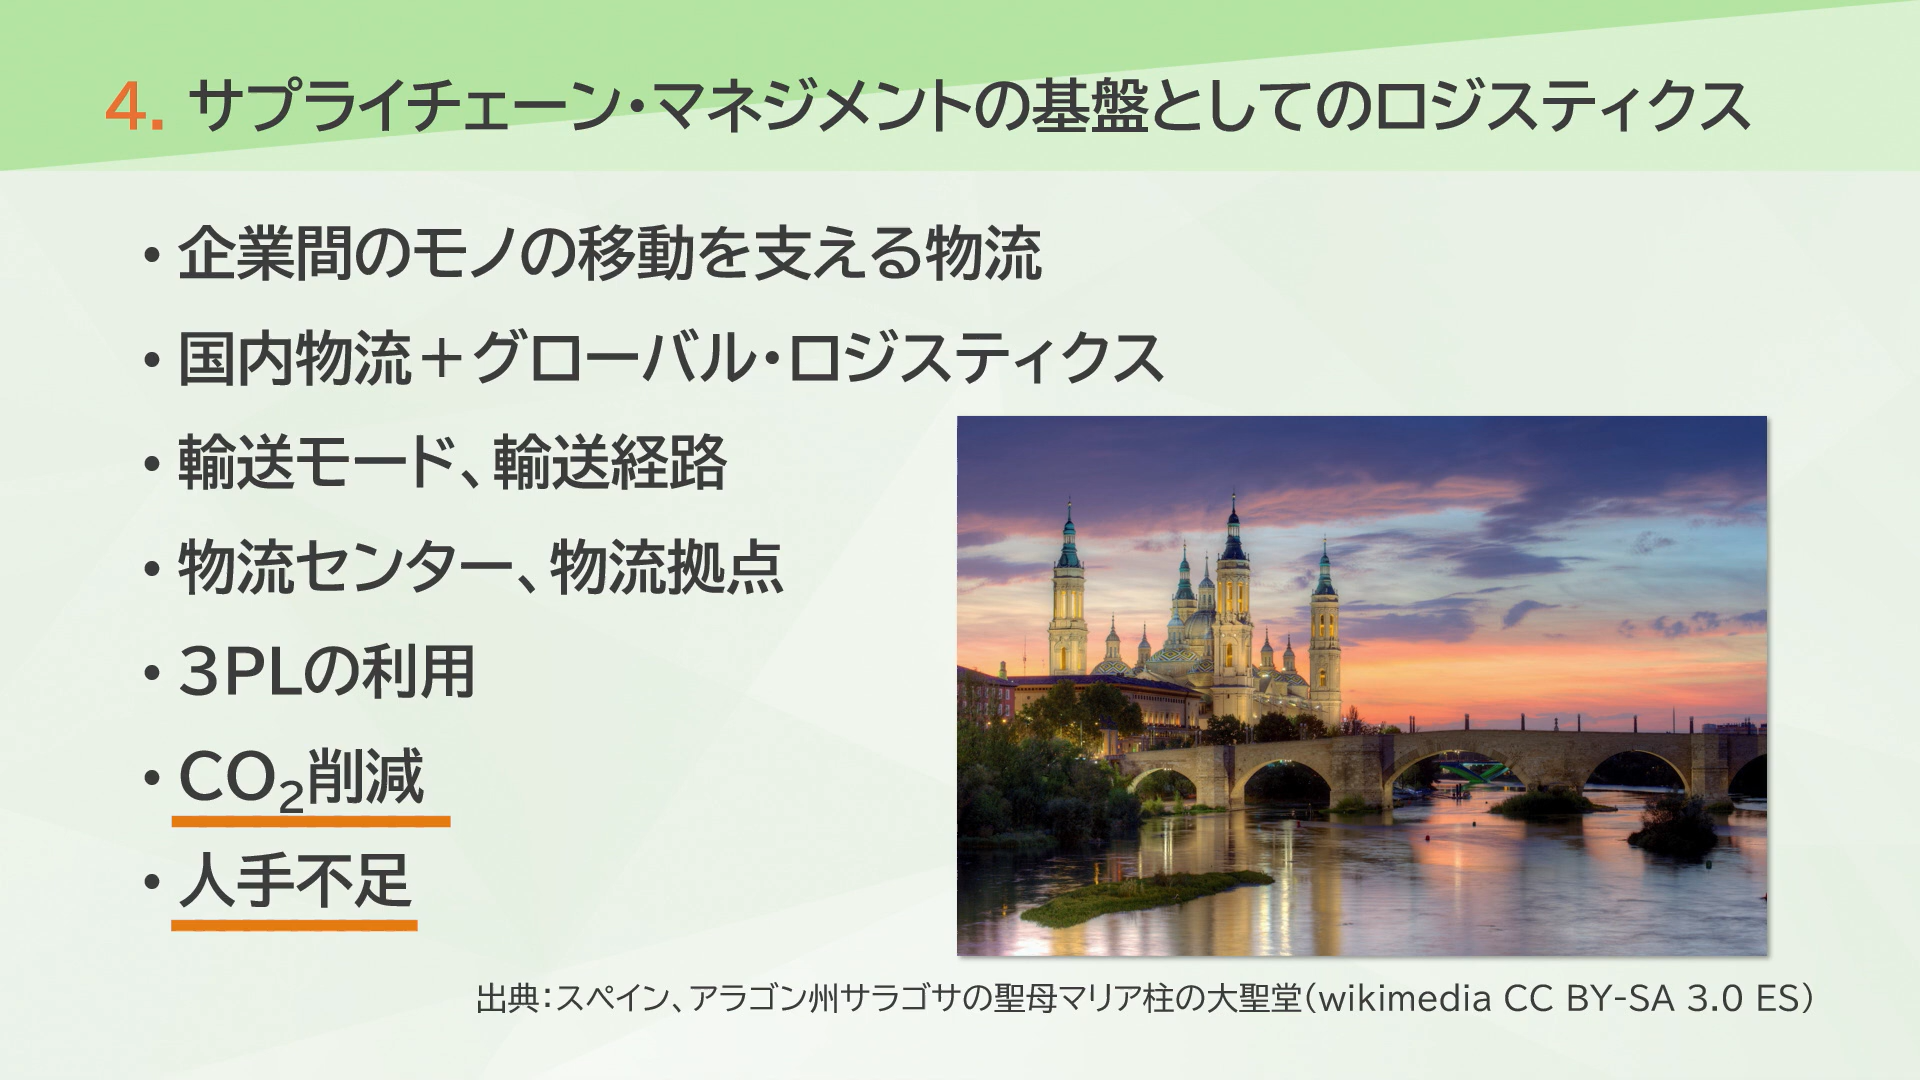 4. サプライチェーン・マネジメントの基盤としてのロジスティクス
• 企業間のモノの移動を支える物流
• 国内物流＋グローバル・ロジスティクス
• 輸送モード、輸送経路
• 物流センター、物流拠点
• 3PLの利用
• CO₂削減
• 人手不足
出典：スペイン、アラゴン州サラゴサの聖母マリア柱の大聖堂（wikimedia CC BY-SA 3.0 ES）